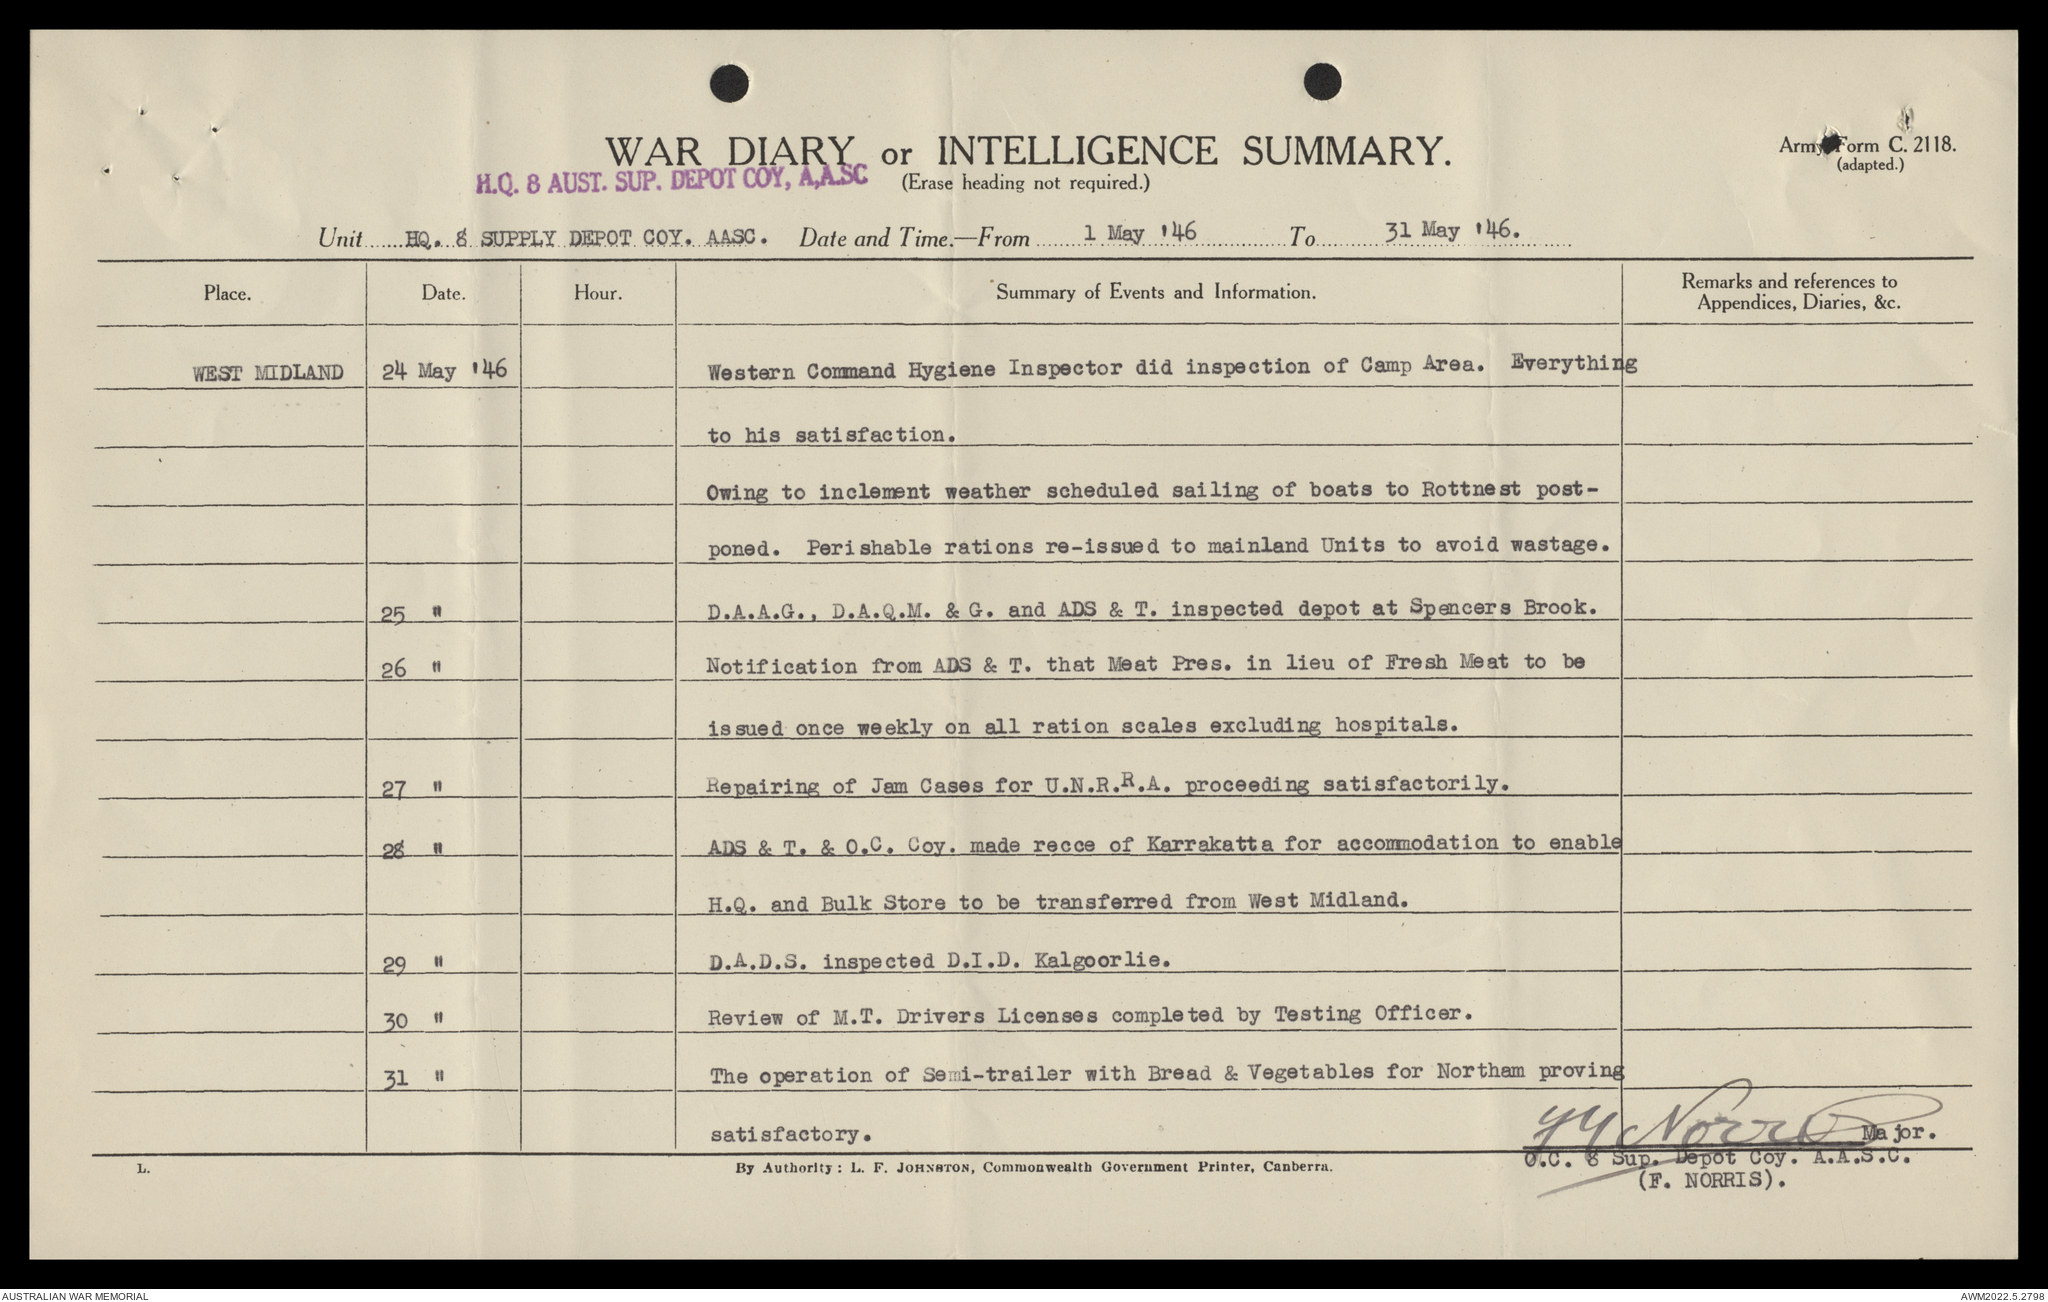 WAR DIARY or INTELLIGENCE SUMMARY.
Army Form C. 2118.
(adapted.)
H.Q. 8 AUST. SUP. DEPOT COY, A,A.SC
(Erase heading not required.)
Unit HQ. 8 SUPPLY DEPOT COY. AASC. Date and Time.—From 1 May '46 To 31 May '46.
Place. Date. Hour. Summary of Events and Information. Remarks and references to
Appendices, Diaries, &c.
WEST MIDLAND 24 May '46 Western Command Hygiene Inspector did inspection of Camp Area. Everything
to his satisfaction.
Owing to inclement weather scheduled sailing of boats to Rottnest post-
poned. Perishable rations re-issued to mainland Units to avoid wastage.
25 " D.A.A.G., D.A.Q.M. & G. and ADS & T. inspected depot at Spencers Brook.
26 " Notification from ADS & T. that Meat Pres. in lieu of Fresh Meat to be
issued once weekly on all ration scales excluding hospitals.
27 " Repairing of Jam Cases for U.N.R.R.A. proceeding satisfactorily.
28 " ADS & T. & O.C. Coy. made recce of Karrakatta for accommodation to enable
H.Q. and Bulk Store to be transferred from West Midland.
29 " D.A.D.S. inspected D.I.D. Kalgoorlie.
30 " Review of M.T. Drivers Licenses completed by Testing Officer.
31 " The operation of Semi-trailer with Bread & Vegetables for Northam proving
satisfactory.
Norris Major.
O.C. 8 Sup. Depot Coy. A.A.S.C.
(F. NORRIS).
L. By Authority: L. F. JOHNSTON, Commonwealth Government Printer, Canberra.
AUSTRALIAN WAR MEMORIAL AWM2022.5.2798